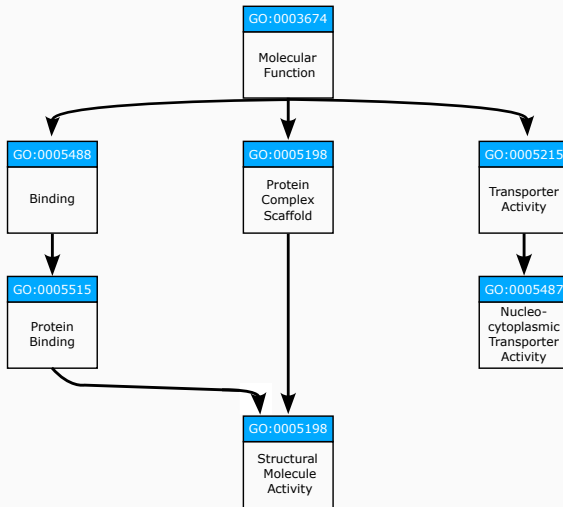 GO:0003674
Molecular
Function
GO:0005488
Binding
GO:0005198
Protein
Complex
Scaffold
GO:0005215
Transporter
Activity
GO:0005515
Protein
Binding
GO:0005487
Nucleo-
cytoplasmic
Transporter
Activity
GO:0005198
Structural
Molecule
Activity